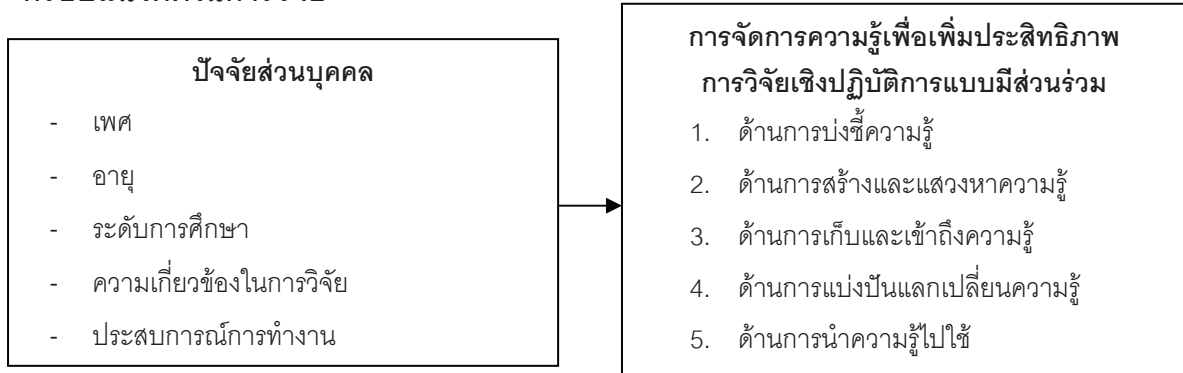 ปัจจัยส่วนบุคคล
- เพศ
- อายุ
- ระดับการศึกษา
- ความเกี่ยวข้องในการวิจัย
- ประสบการณ์การทำงาน
การจัดการความรู้เพื่อเพิ่มประสิทธิภาพ
การวิจัยเชิงปฏิบัติการแบบมีส่วนร่วม
1. ด้านการบ่งชี้ความรู้
2. ด้านการสร้างและแสวงหาความรู้
3. ด้านการเก็บและเข้าถึงความรู้
4. ด้านการแบ่งปันแลกเปลี่ยนความรู้
5. ด้านการนำความรู้ไปใช้